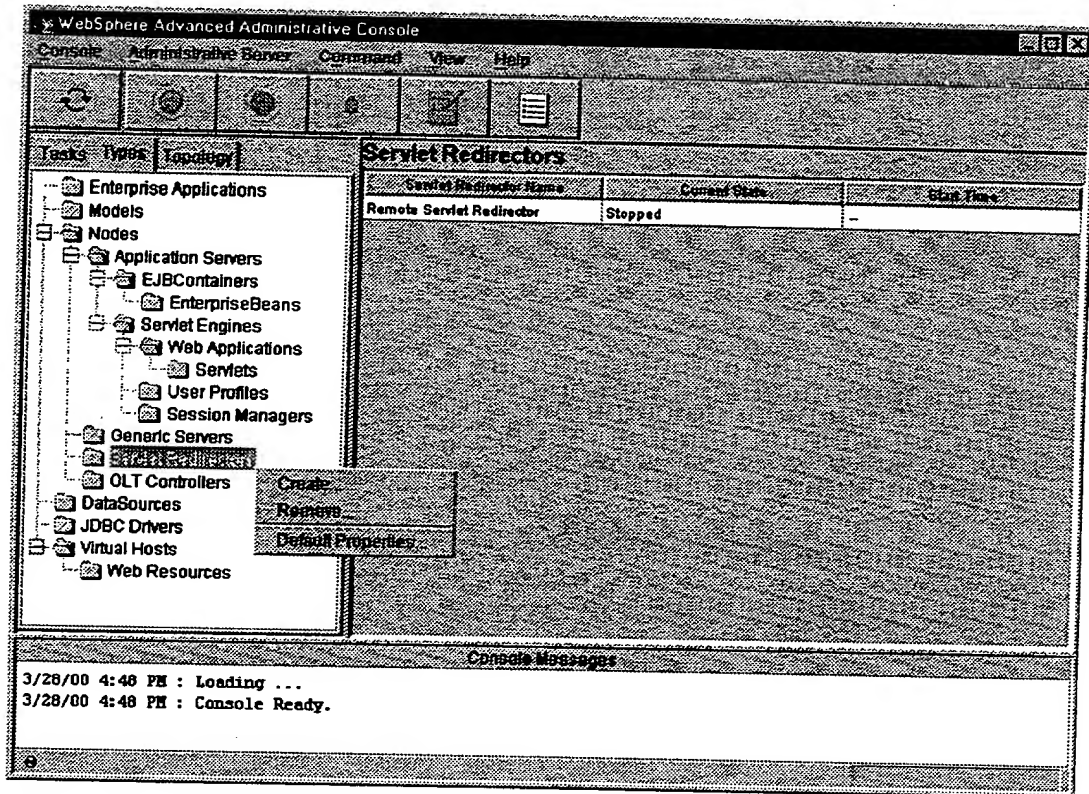 WebSphere Advanced Administrative Console
Console Administrative Server Command View Help
Tasks Types Topology
Enterprise Applications
Models
Nodes
Application Servers
EJBContainers
EnterpriseBeans
Servlet Engines
Web Applications
Servlets
User Profiles
Session Managers
Generic Servers
OLT Controllers
DataSources
JDBC Drivers
Virtual Hosts
Web Resources
Create...
Remove...
Default Properties...
Servlet Redirectors
Servlet Redirector Name Current State Start Time
Remote Servlet Redirector Stopped --
Console Messages
3/28/00 4:48 PM : Loading ...
3/28/00 4:48 PM : Console Ready.